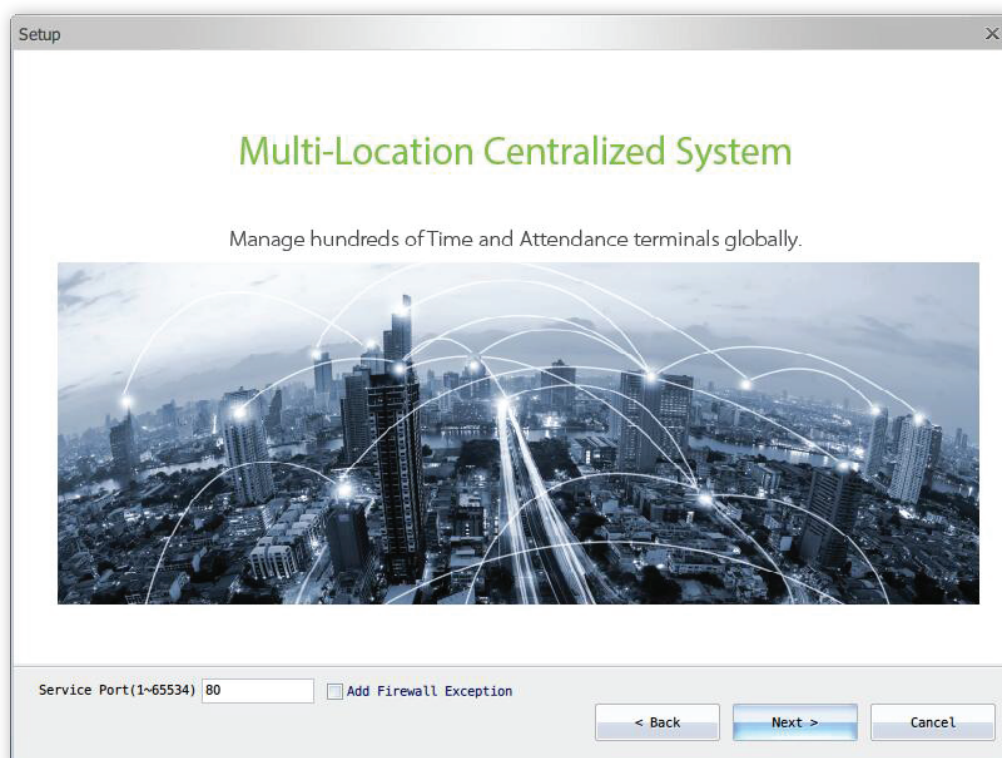 Setup
Multi-Location Centralized System
Manage hundreds of Time and Attendance terminals globally.
Service Port(1~65534) 80 Add Firewall Exception
< Back Next > Cancel